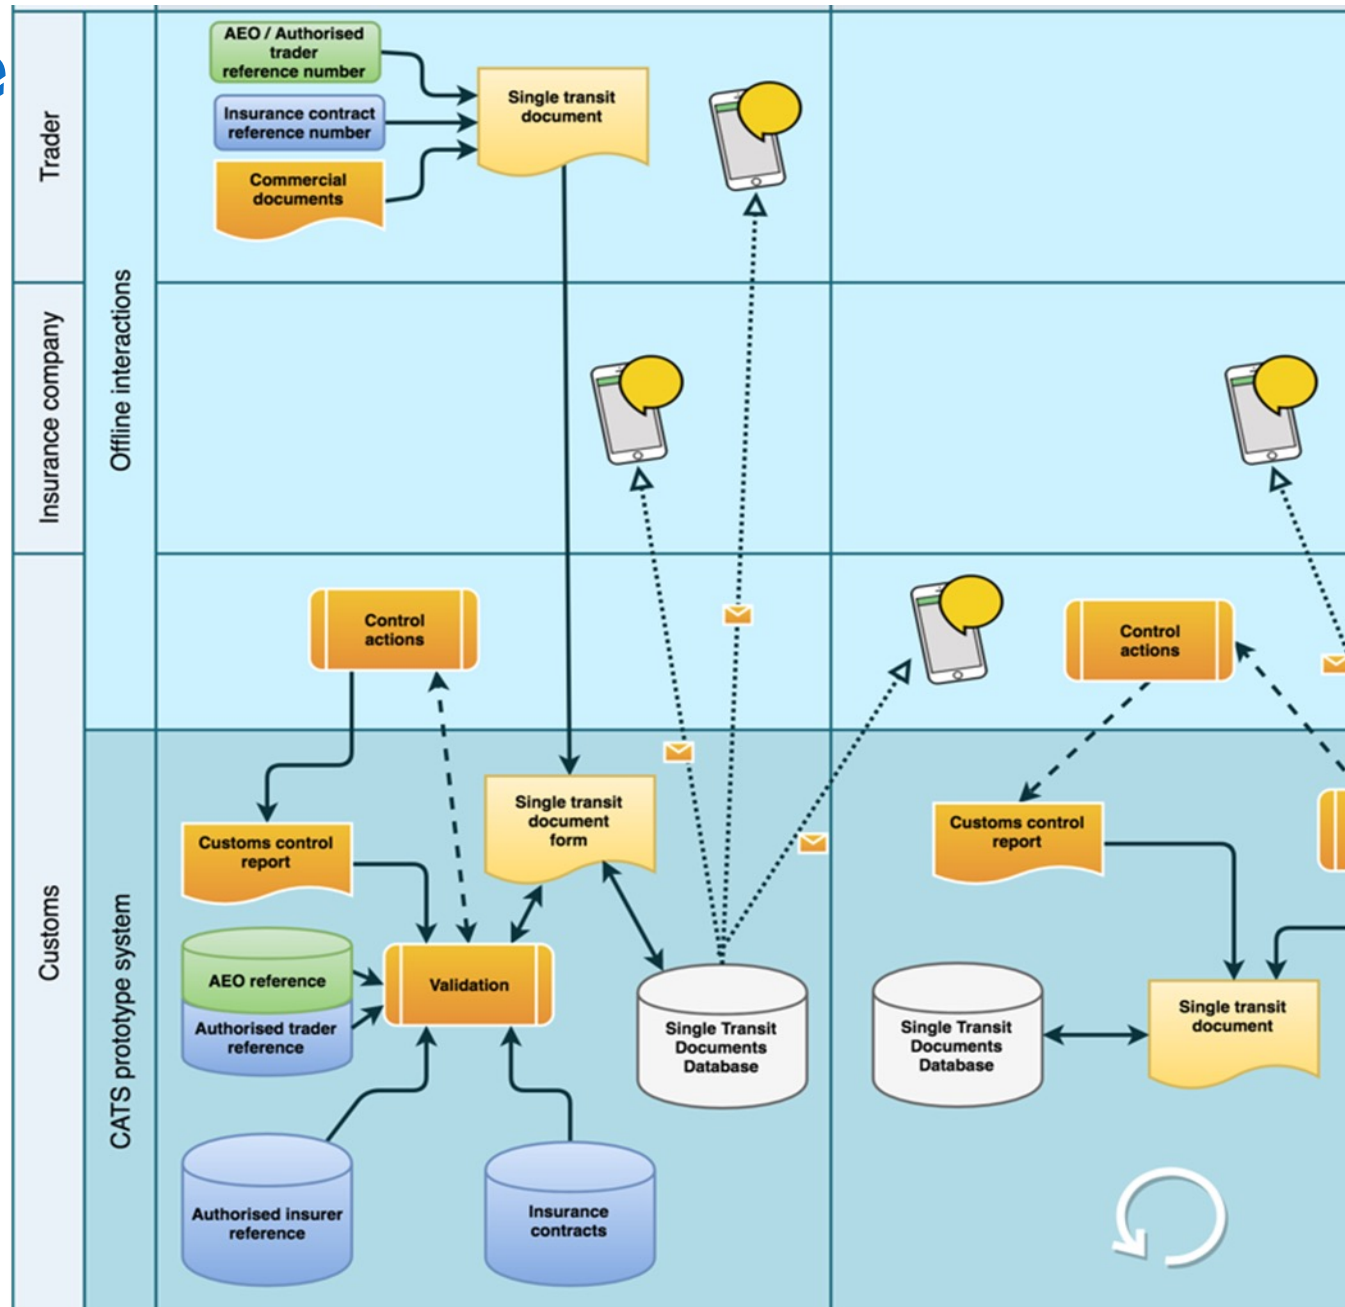 e
AEO / Authorised
trader
reference number
Insurance contract
reference number
Commercial
documents
Single transit
document
Trader
Insurance company
Offline interactions
Control
actions
Control
actions
Customs
CATS prototype system
Customs control
report
Single transit
document
form
AEO reference
Authorised trader
reference
Validation
Single Transit
Documents
Database
Authorised insurer
reference
Insurance
contracts
Customs control
report
Single Transit
Documents
Database
Single transit
document